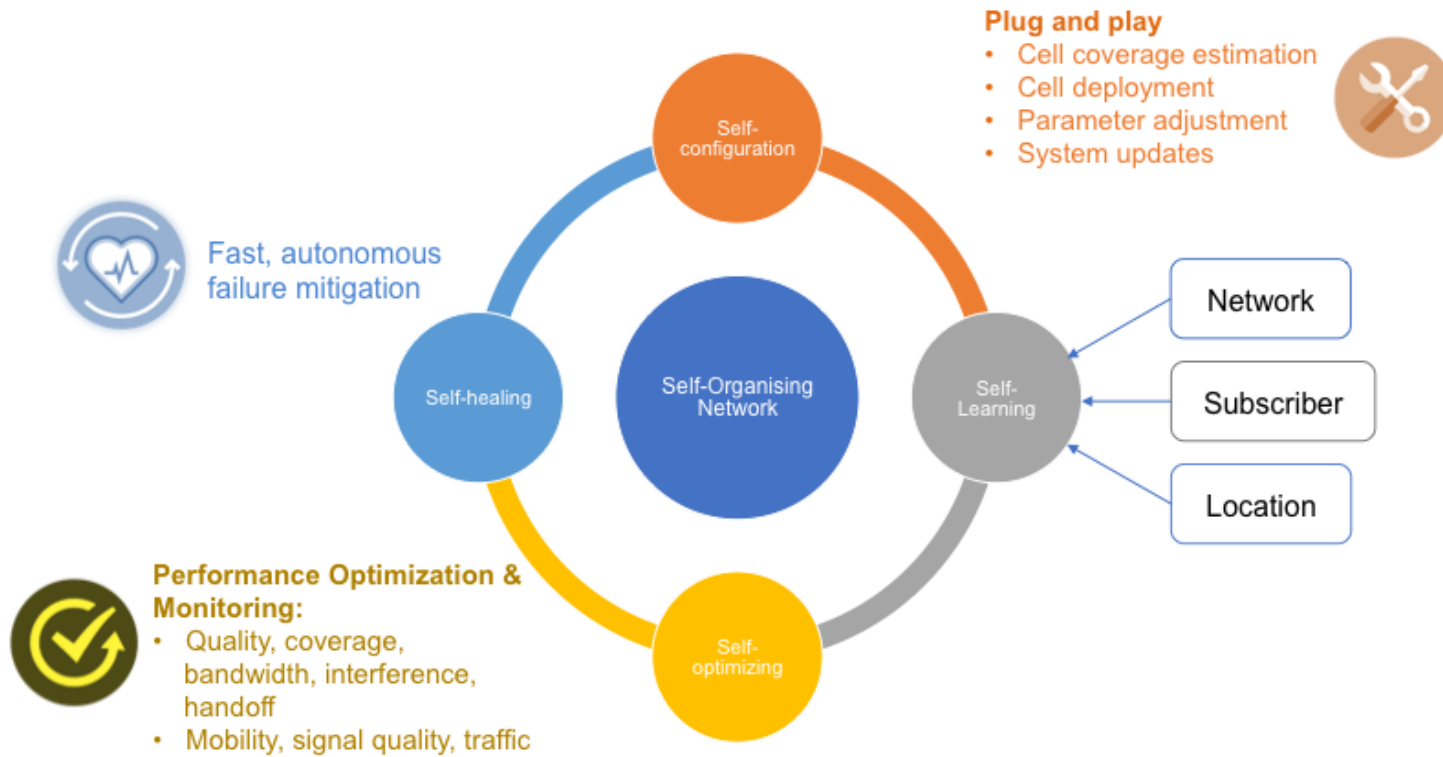 Plug and play
• Cell coverage estimation
• Cell deployment
• Parameter adjustment
• System updates
Self-
configuration
Fast, autonomous
failure mitigation
Self-healing
Self-Organising
Network
Self-
Learning
Network
Subscriber
Location
Performance Optimization &
Monitoring:
• Quality, coverage,
bandwidth, interference,
handoff
• Mobility, signal quality, traffic
Self-
optimizing